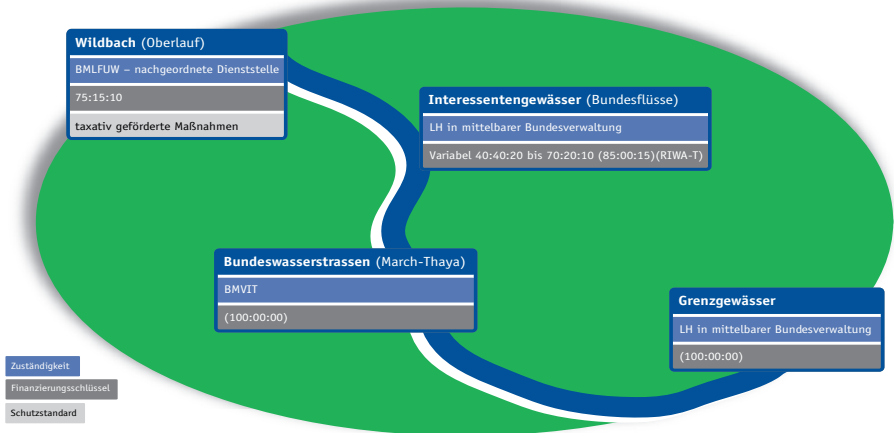 Wildbach (Oberlauf)
BMLFUW – nachgeordnete Dienststelle
75:15:10
taxativ geförderte Maßnahmen
Interessentengewässer (Bundesflüsse)
LH in mittelbarer Bundesverwaltung
Variabel 40:40:20 bis 70:20:10 (85:00:15)(RIWA-T)
Bundeswasserstrassen (March-Thaya)
BMVIT
(100:00:00)
Grenzgewässer
LH in mittelbarer Bundesverwaltung
(100:00:00)
Zuständigkeit
Finanzierungsschlüssel
Schutzstandard